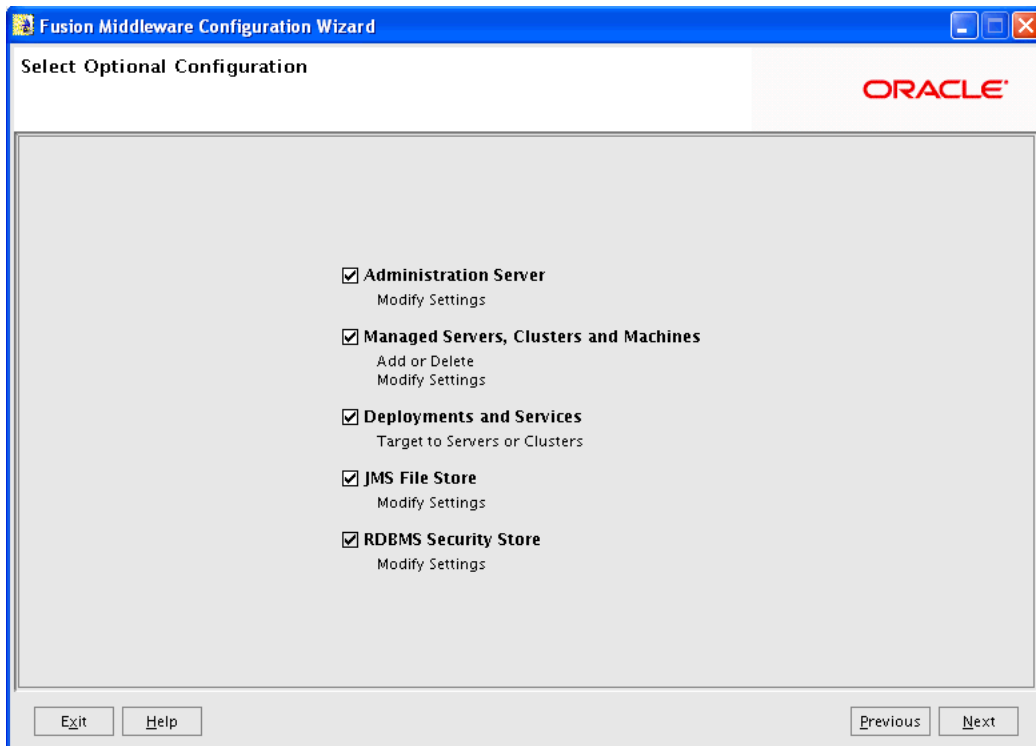 Fusion Middleware Configuration Wizard
Select Optional Configuration
ORACLE
Administration Server
Modify Settings
Managed Servers, Clusters and Machines
Add or Delete
Modify Settings
Deployments and Services
Target to Servers or Clusters
JMS File Store
Modify Settings
RDBMS Security Store
Modify Settings
Exit Help Previous Next